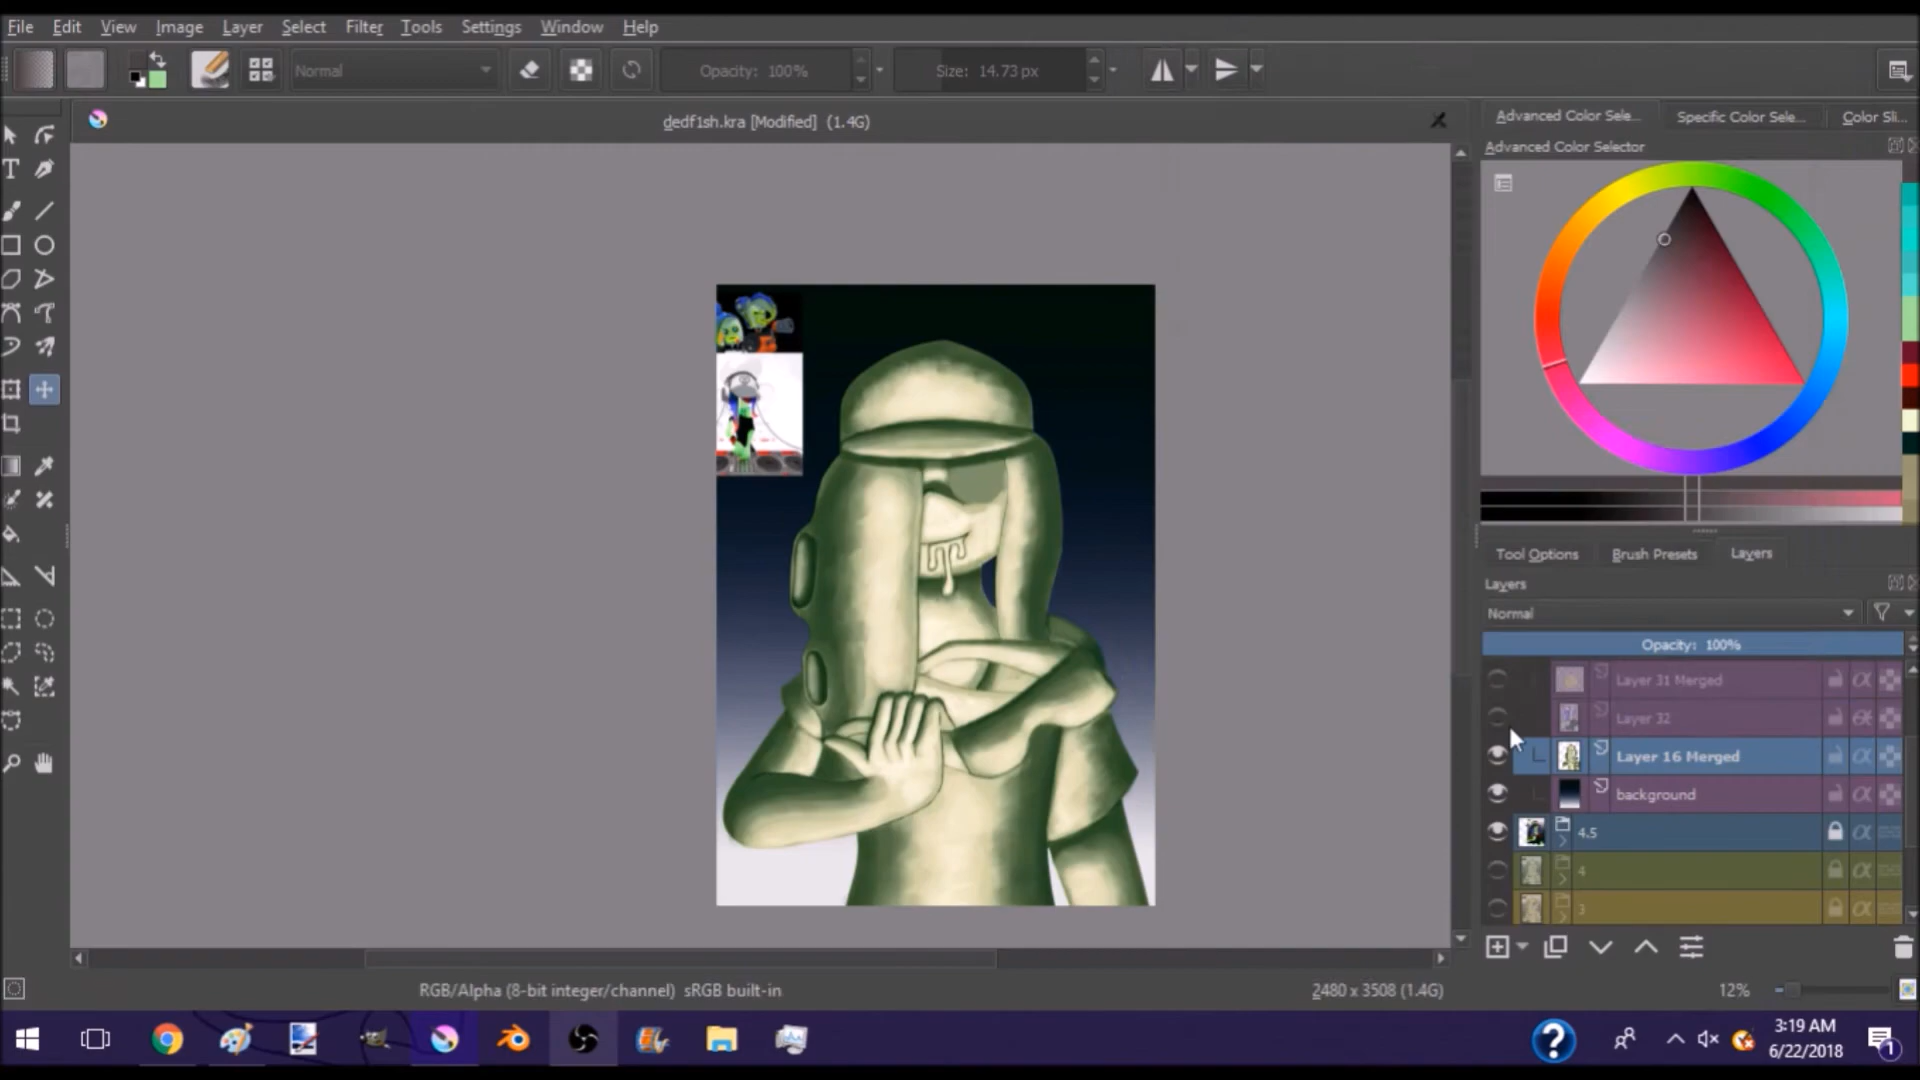 File Edit View Image Layer Select Filter Tools Settings Window Help
Normal Opacity: 100% Size: 14.73 px
dedf1sh.kra [Modified] (1.4G)
Advanced Color Sele... Specific Color Sele... Color Sli...
Advanced Color Selector
Tool Options Brush Presets Layers
Layers
Normal
Opacity: 100%
Layer 31 Merged
Layer 32
Layer 16 Merged
background
4.5
4
3
RGB/Alpha (8-bit integer/channel) sRGB built-in 2480 x 3508 (1.4G) 12%
3:19 AM
6/22/2018
1